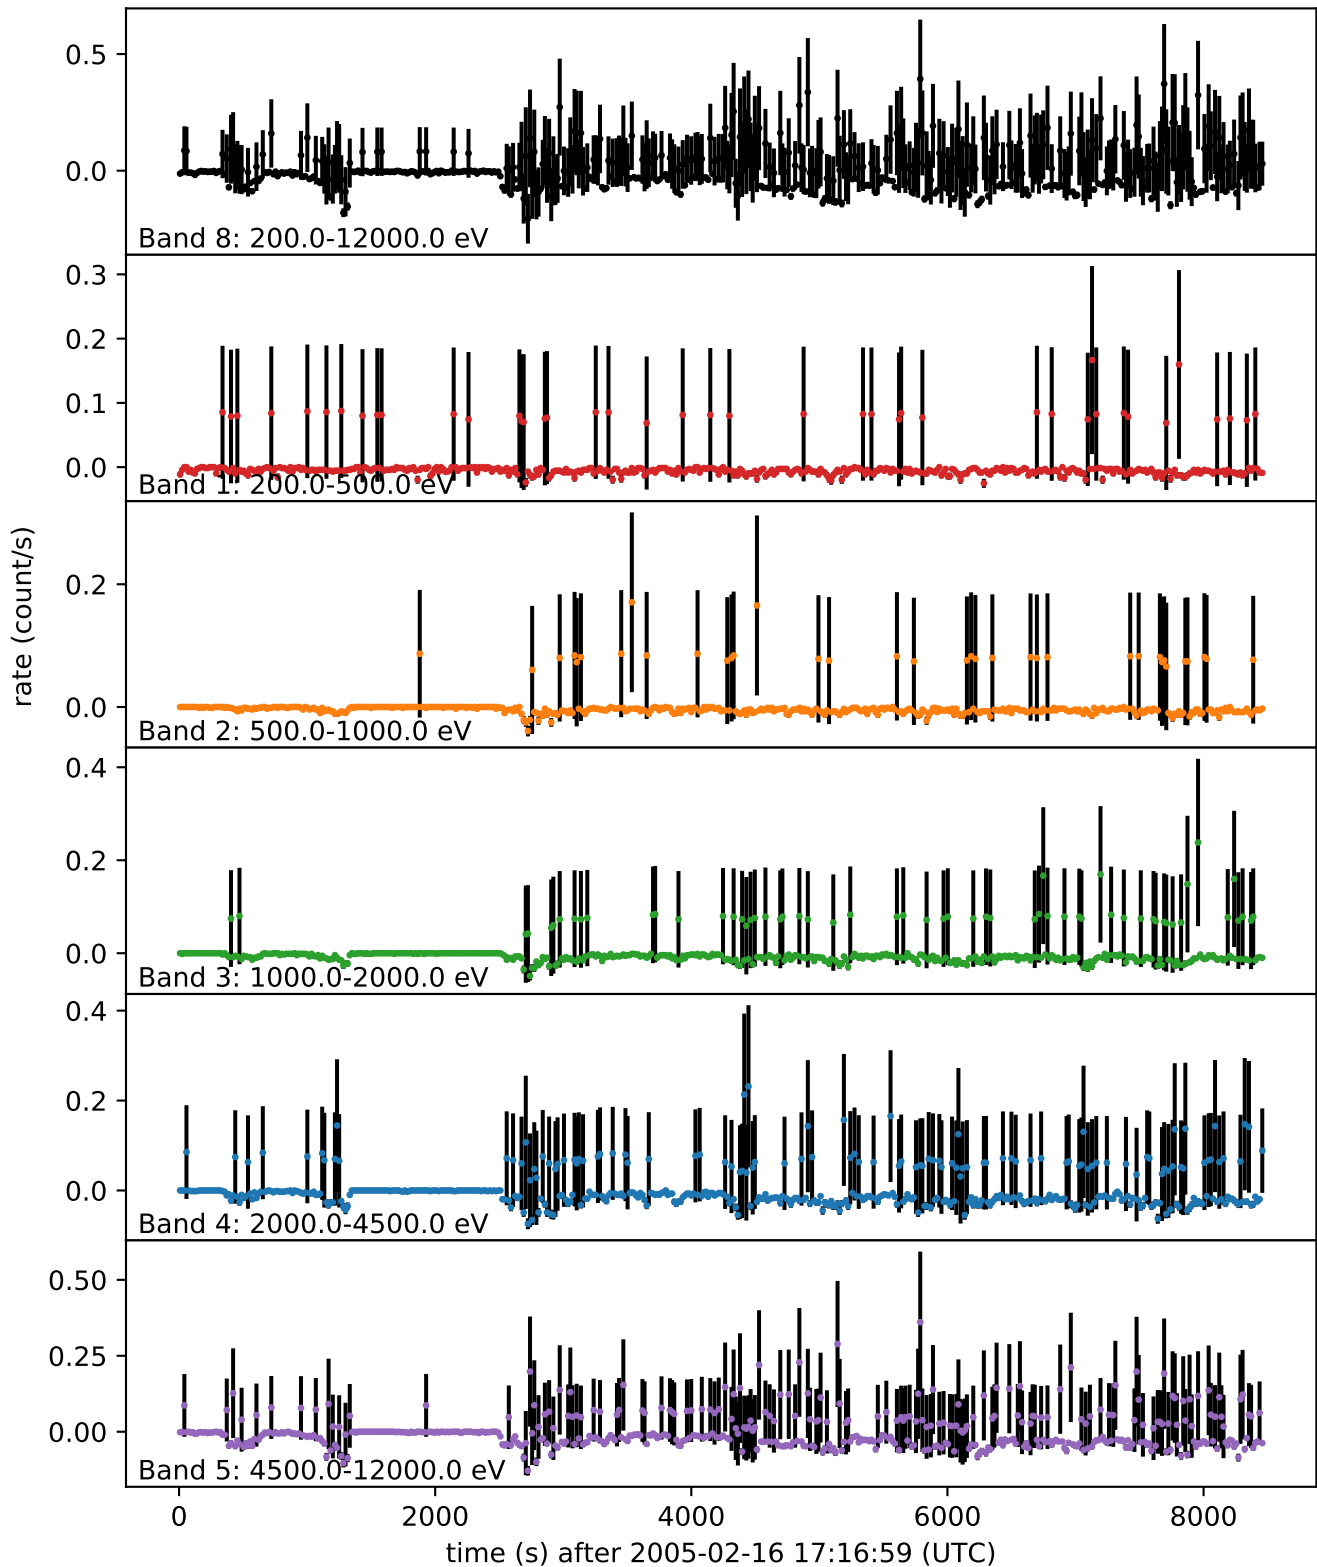 0.5
0.0
Band 8: 200.0-12000.0 eV
0.3
0.2
0.1
0.0
Band 1: 200.0-500.0 eV
0.2
0.0
Band 2: 500.0-1000.0 eV
rate (count/s)
0.4
0.2
0.0
Band 3: 1000.0-2000.0 eV
0.4
0.2
0.0
Band 4: 2000.0-4500.0 eV
0.50
0.25
0.00
Band 5: 4500.0-12000.0 eV
0 2000 4000 6000 8000
time (s) after 2005-02-16 17:16:59 (UTC)